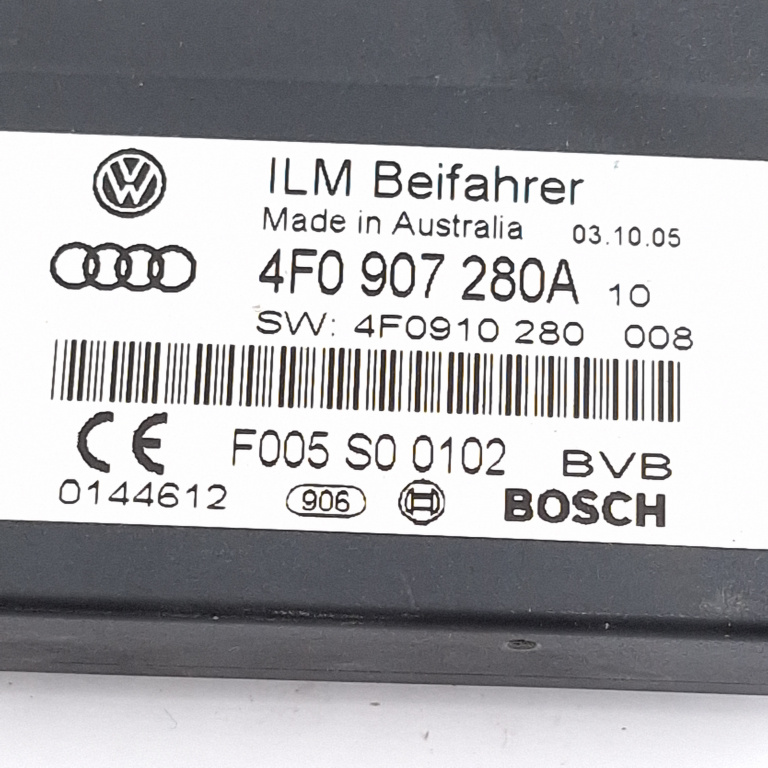 ILM Beifahrer
Made in Australia 03.10.05
4F0 907 280A 10
SW: 4F0910 280 008
CE F005 S0 0102 BVB
0144612 906 BOSCH